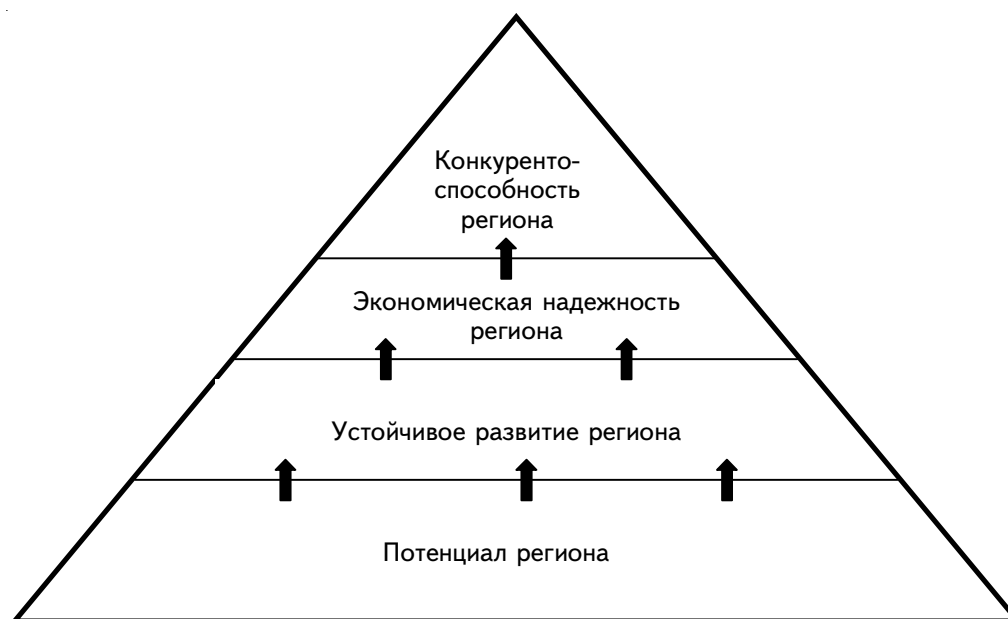 Конкуренто-
способность
региона
Экономическая надежность
региона
Устойчивое развитие региона
Потенциал региона